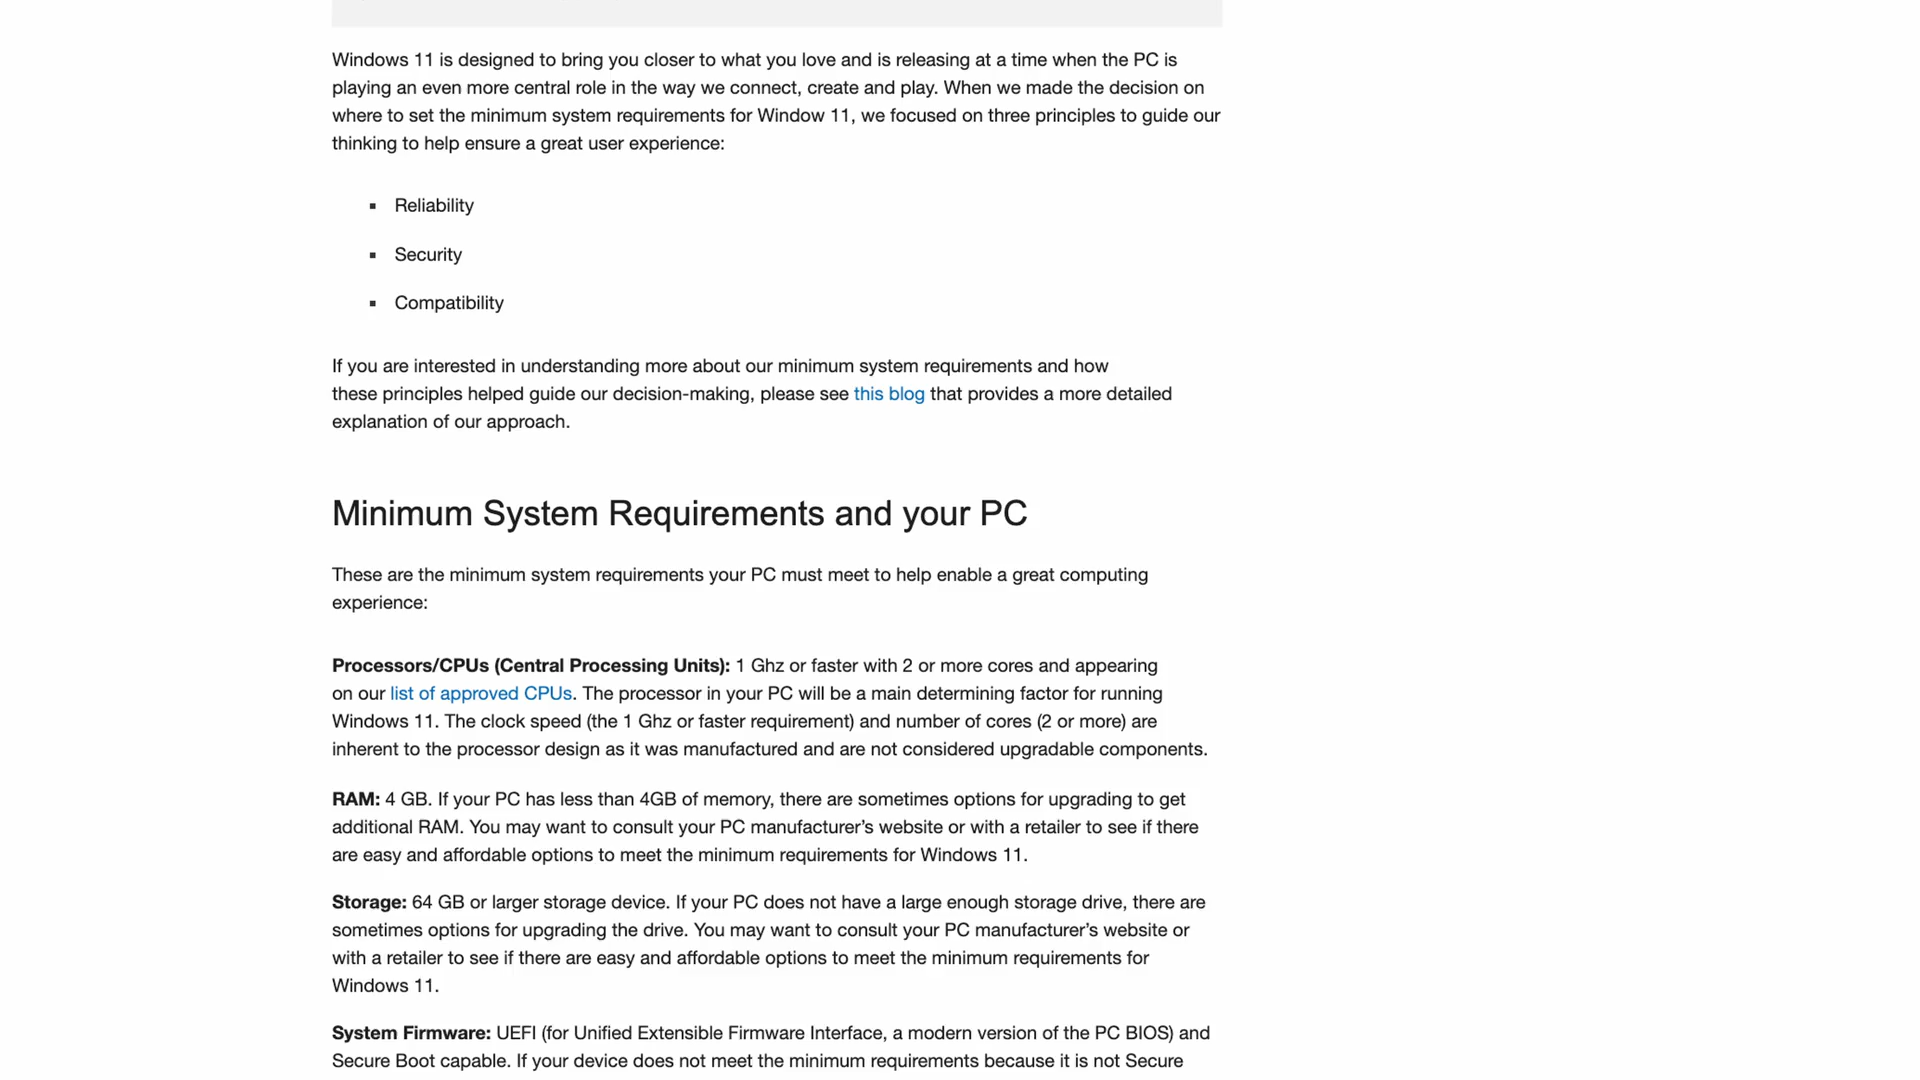 Windows 11 is designed to bring you closer to what you love and is releasing at a time when the PC is
playing an even more central role in the way we connect, create and play. When we made the decision on
where to set the minimum system requirements for Window 11, we focused on three principles to guide our
thinking to help ensure a great user experience:
▪ Reliability
▪ Security
▪ Compatibility
If you are interested in understanding more about our minimum system requirements and how
these principles helped guide our decision-making, please see this blog that provides a more detailed
explanation of our approach.
Minimum System Requirements and your PC
These are the minimum system requirements your PC must meet to help enable a great computing
experience:
Processors/CPUs (Central Processing Units): 1 Ghz or faster with 2 or more cores and appearing
on our list of approved CPUs. The processor in your PC will be a main determining factor for running
Windows 11. The clock speed (the 1 Ghz or faster requirement) and number of cores (2 or more) are
inherent to the processor design as it was manufactured and are not considered upgradable components.
RAM: 4 GB. If your PC has less than 4GB of memory, there are sometimes options for upgrading to get
additional RAM. You may want to consult your PC manufacturer’s website or with a retailer to see if there
are easy and affordable options to meet the minimum requirements for Windows 11.
Storage: 64 GB or larger storage device. If your PC does not have a large enough storage drive, there are
sometimes options for upgrading the drive. You may want to consult your PC manufacturer’s website or
with a retailer to see if there are easy and affordable options to meet the minimum requirements for
Windows 11.
System Firmware: UEFI (for Unified Extensible Firmware Interface, a modern version of the PC BIOS) and
Secure Boot capable. If your device does not meet the minimum requirements because it is not Secure